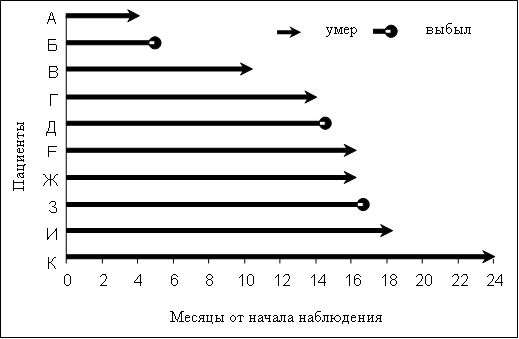 А
умер
выбыл
Б
В
Г
Д
F
Ж
З
И
К
Пациенты
0 2 4 6 8 10 12 14 16 18 20 22 24
Месяцы от начала наблюдения